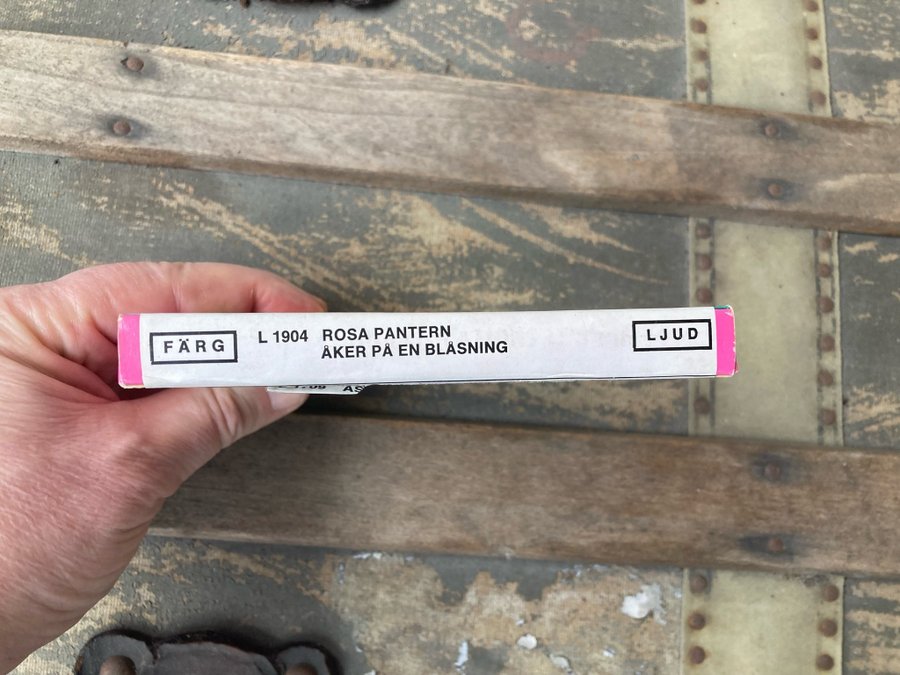 FÄRG
L 1904 ROSA PANTERN
ÅKER PÅ EN BLÅSNING
LJUD